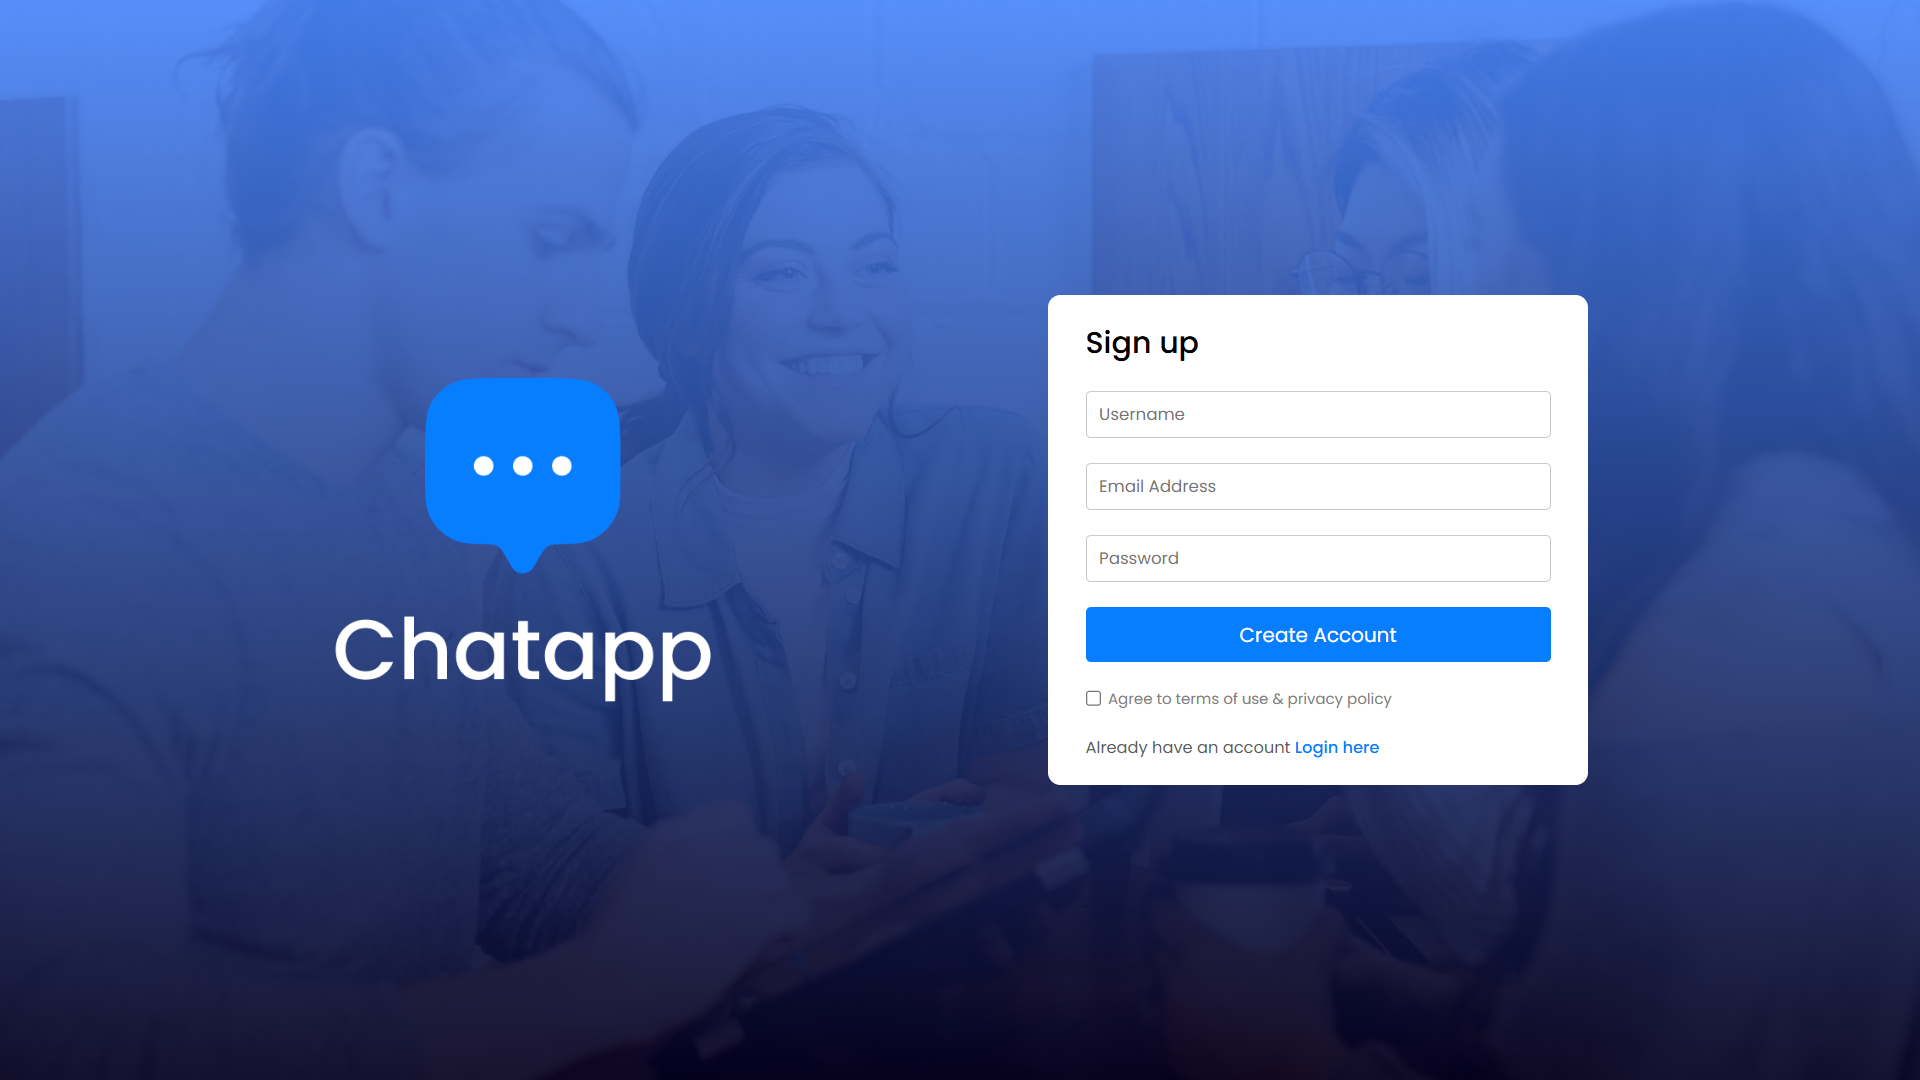 Chatapp
Sign up
Username
Email Address
Password
Create Account
Agree to terms of use & privacy policy
Already have an account Login here